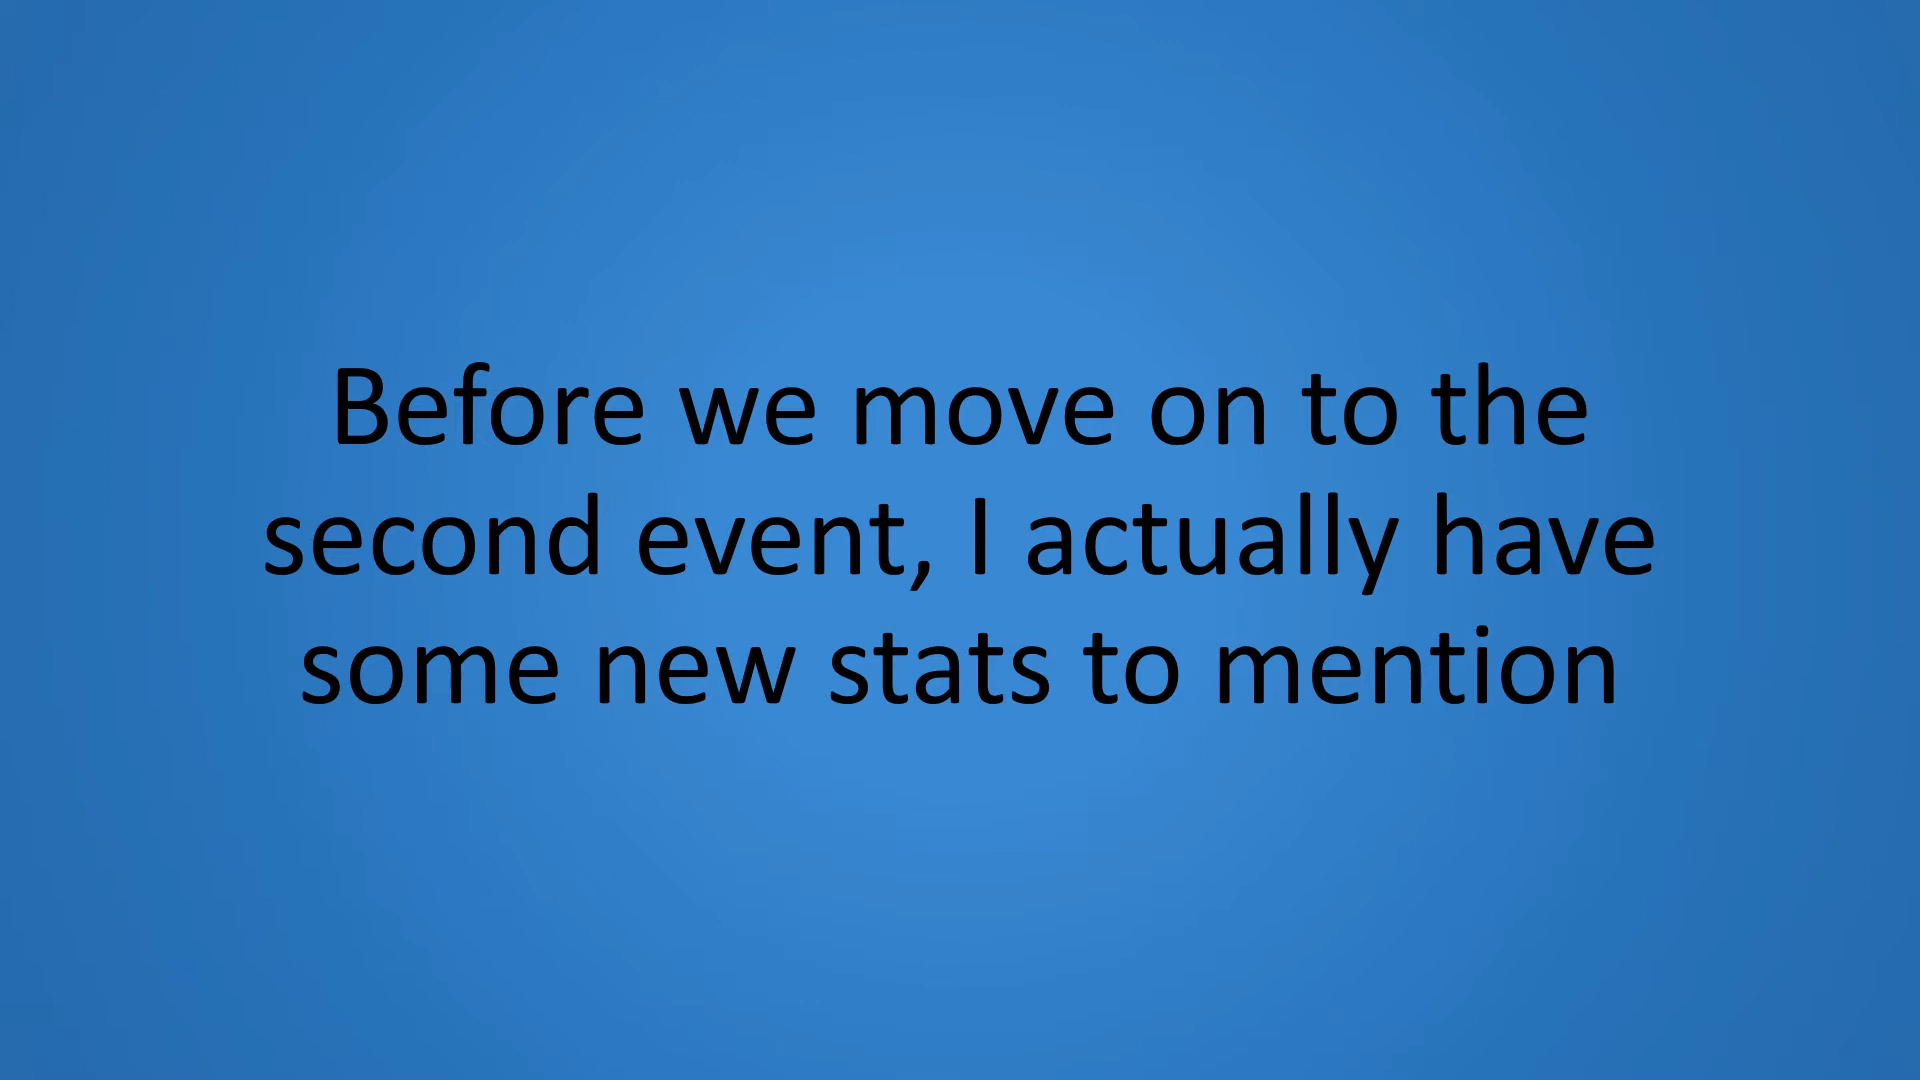 Before we move on to the
second event, I actually have
some new stats to mention